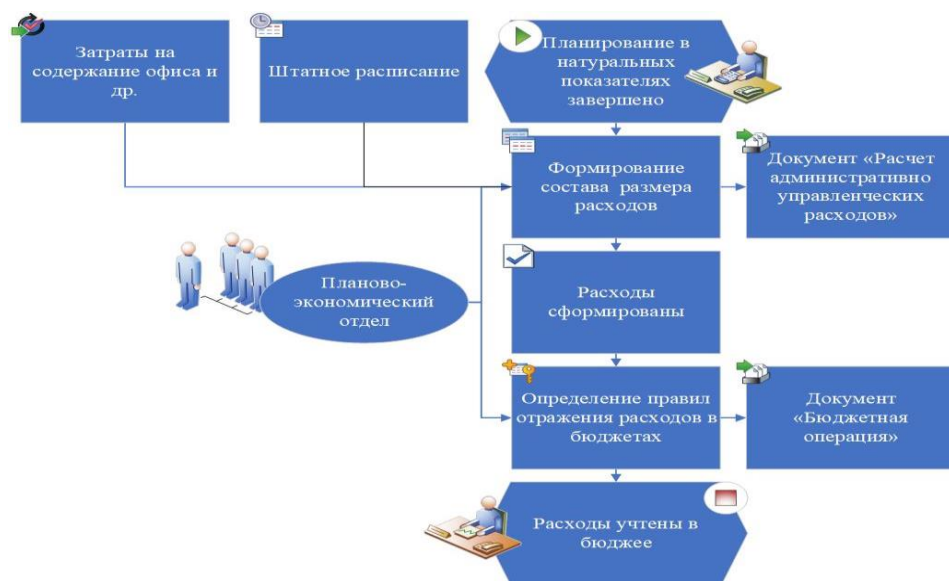 Затраты на
содержание офиса и
др.
Штатное расписание
Планирование в
натуральных
показателях
завершено
Формирование
состава размера
расходов
Документ «Расчет
административно
управленческих
расходов»
Планово-
экономический
отдел
Расходы
сформированы
Определение правил
отражения расходов в
бюджетах
Документ
«Бюджетная
операция»
Расходы учтены в
бюджее